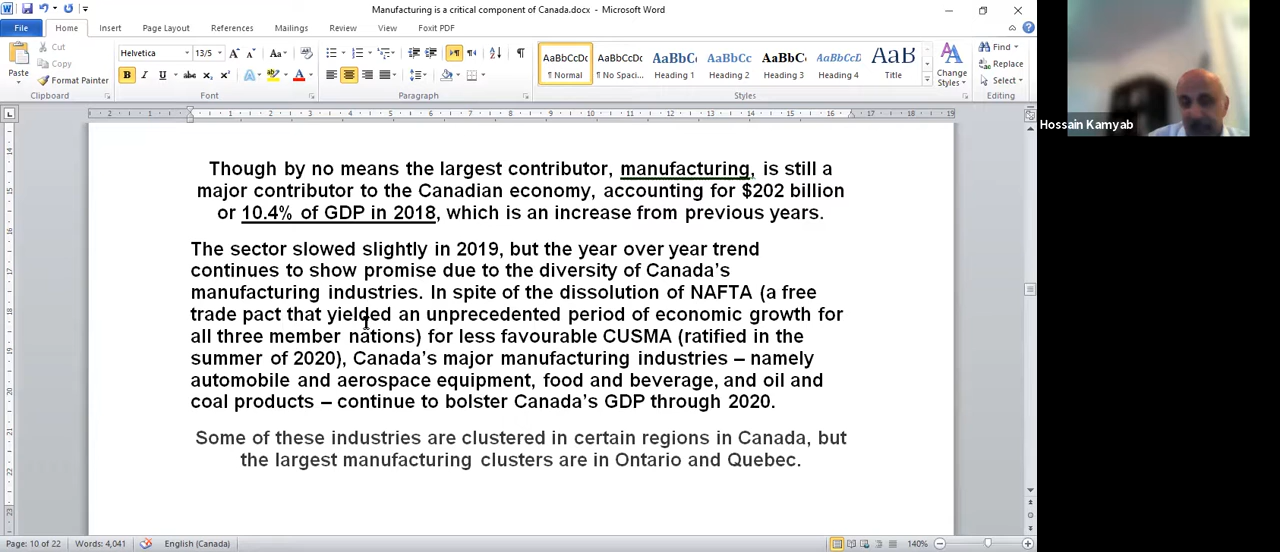 Manufacturing is a critical component of Canada.docx - Microsoft Word
File Home Insert Page Layout References Mailings Review View Foxit PDF
Cut
Copy
Format Painter
Paste
Helvetica 13/5
Clipboard Font Paragraph Styles Editing
AaBbCcDc AaBbCcDc AaBbC AaBbCc AaBbC AaBbCcD AaB
¶ Normal ¶ No Spaci... Heading 1 Heading 2 Heading 3 Heading 4 Title
Change Styles
Find
Replace
Select
Hossain Kamyab
Though by no means the largest contributor, manufacturing, is still a
major contributor to the Canadian economy, accounting for $202 billion
or 10.4% of GDP in 2018, which is an increase from previous years.
The sector slowed slightly in 2019, but the year over year trend
continues to show promise due to the diversity of Canada's
manufacturing industries. In spite of the dissolution of NAFTA (a free
trade pact that yielded an unprecedented period of economic growth for
all three member nations) for less favourable CUSMA (ratified in the
summer of 2020), Canada's major manufacturing industries – namely
automobile and aerospace equipment, food and beverage, and oil and
coal products – continue to bolster Canada's GDP through 2020.
Some of these industries are clustered in certain regions in Canada, but
the largest manufacturing clusters are in Ontario and Quebec.
Page: 10 of 22 Words: 4,041 English (Canada) 140%